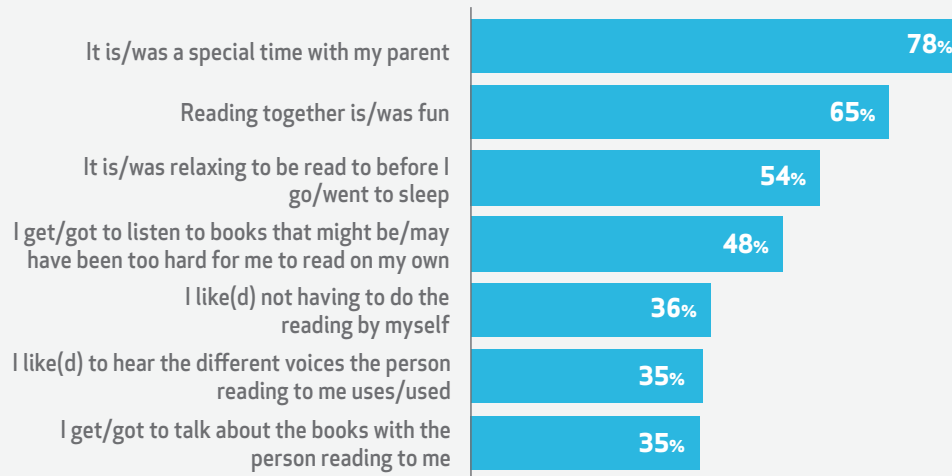 It is/was a special time with my parent
78%
Reading together is/was fun
65%
It is/was relaxing to be read to before I
go/went to sleep
54%
I get/got to listen to books that might be/may
have been too hard for me to read on my own
48%
I like(d) not having to do the
reading by myself
36%
I like(d) to hear the different voices the person
reading to me uses/used
35%
I get/got to talk about the books with the
person reading to me
35%